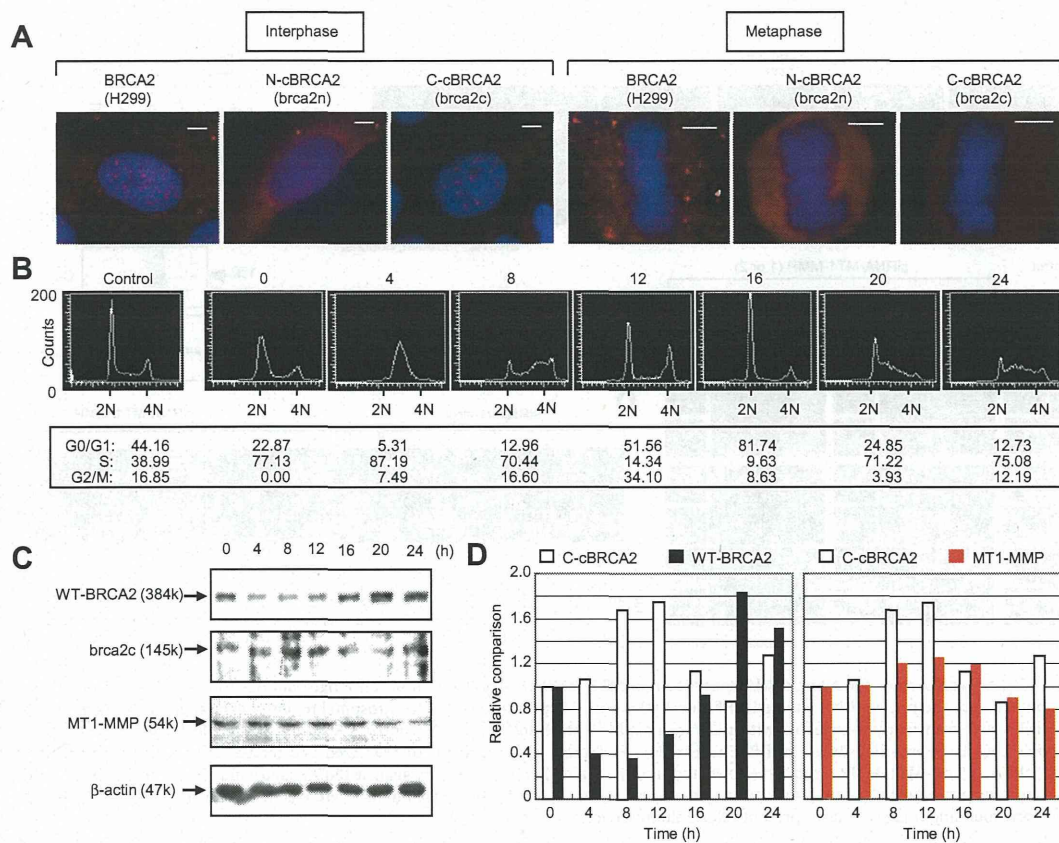 A
Interphase
Metaphase
BRCA2
(H299)
N-cBRCA2
(brca2n)
C-cBRCA2
(brca2c)
BRCA2
(H299)
N-cBRCA2
(brca2n)
C-cBRCA2
(brca2c)
B
Control 0 4 8 12 16 20 24
200
Counts
0
2N 4N 2N 4N 2N 4N 2N 4N 2N 4N 2N 4N 2N 4N 2N 4N
G0/G1: 44.16 22.87 5.31 12.96 51.56 81.74 24.85 12.73
S: 38.99 77.13 87.19 70.44 14.34 9.63 71.22 75.08
G2/M: 16.85 0.00 7.49 16.60 34.10 8.63 3.93 12.19
C
0 4 8 12 16 20 24 (h)
WT-BRCA2 (384k)
brca2c (145k)
MT1-MMP (54k)
β-actin (47k)
D
C-cBRCA2 WT-BRCA2 C-cBRCA2 MT1-MMP
Relative comparison
2.0
1.6
1.2
0.8
0.4
0
0 4 8 12 16 20 24 0 4 8 12 16 20 24
Time (h) Time (h)